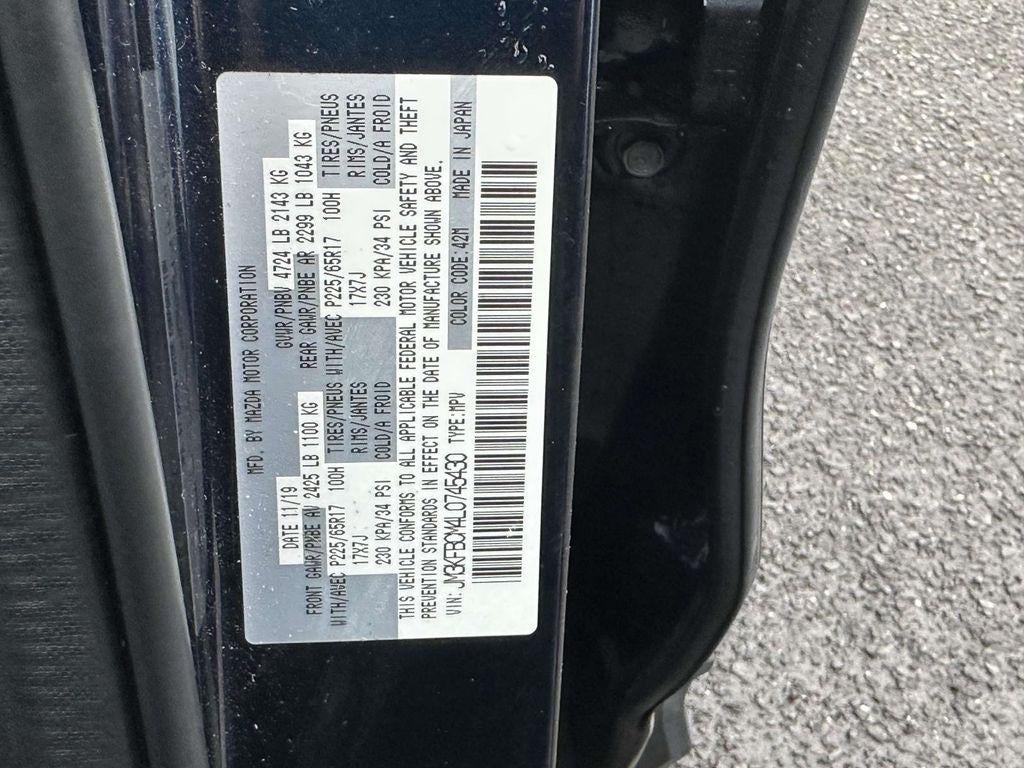 MFD. BY MAZDA MOTOR CORPORATION
DATE 11/19 GVWR/PNBV 4724 LB 2143 KG
FRONT GAWR/PNBE AV 2425 LB 1100 KG REAR GAWR/PNBE AR 2299 LB 1043 KG
WITH/AVEC P225/65R17 100H TIRES/PNEUS WITH/AVEC P225/65R17 100H TIRES/PNEUS
17X7J RIMS/JANTES 17X7J RIMS/JANTES
230 KPA/34 PSI COLD/A FROID 230 KPA/34 PSI COLD/A FROID
THIS VEHICLE CONFORMS TO ALL APPLICABLE FEDERAL MOTOR VEHICLE SAFETY AND THEFT
PREVENTION STANDARDS IN EFFECT ON THE DATE OF MANUFACTURE SHOWN ABOVE.
VIN: JM3KFBCM4L0745430 TYPE:MPV COLOR CODE:42M MADE IN JAPAN